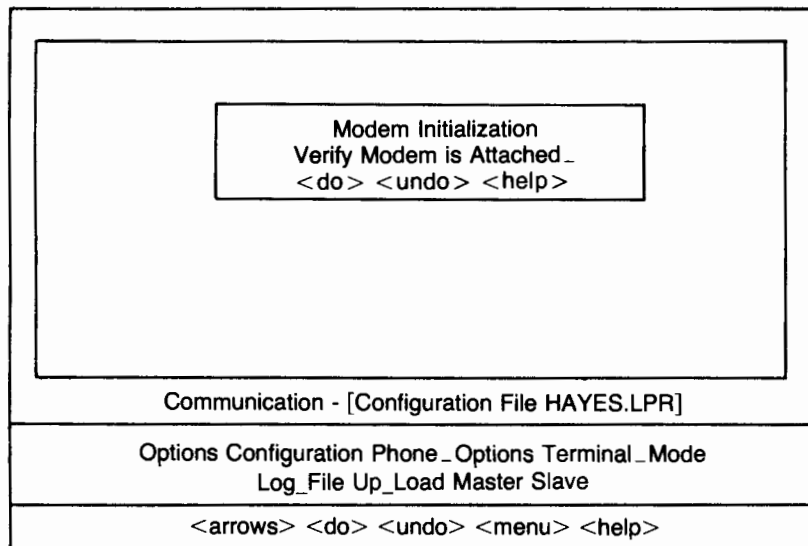 Modem Initialization
Verify Modem is Attached_
<do> <undo> <help>
Communication - [Configuration File HAYES.LPR]
Options Configuration Phone_Options Terminal_Mode
Log_File Up_Load Master Slave
<arrows> <do> <undo> <menu> <help>